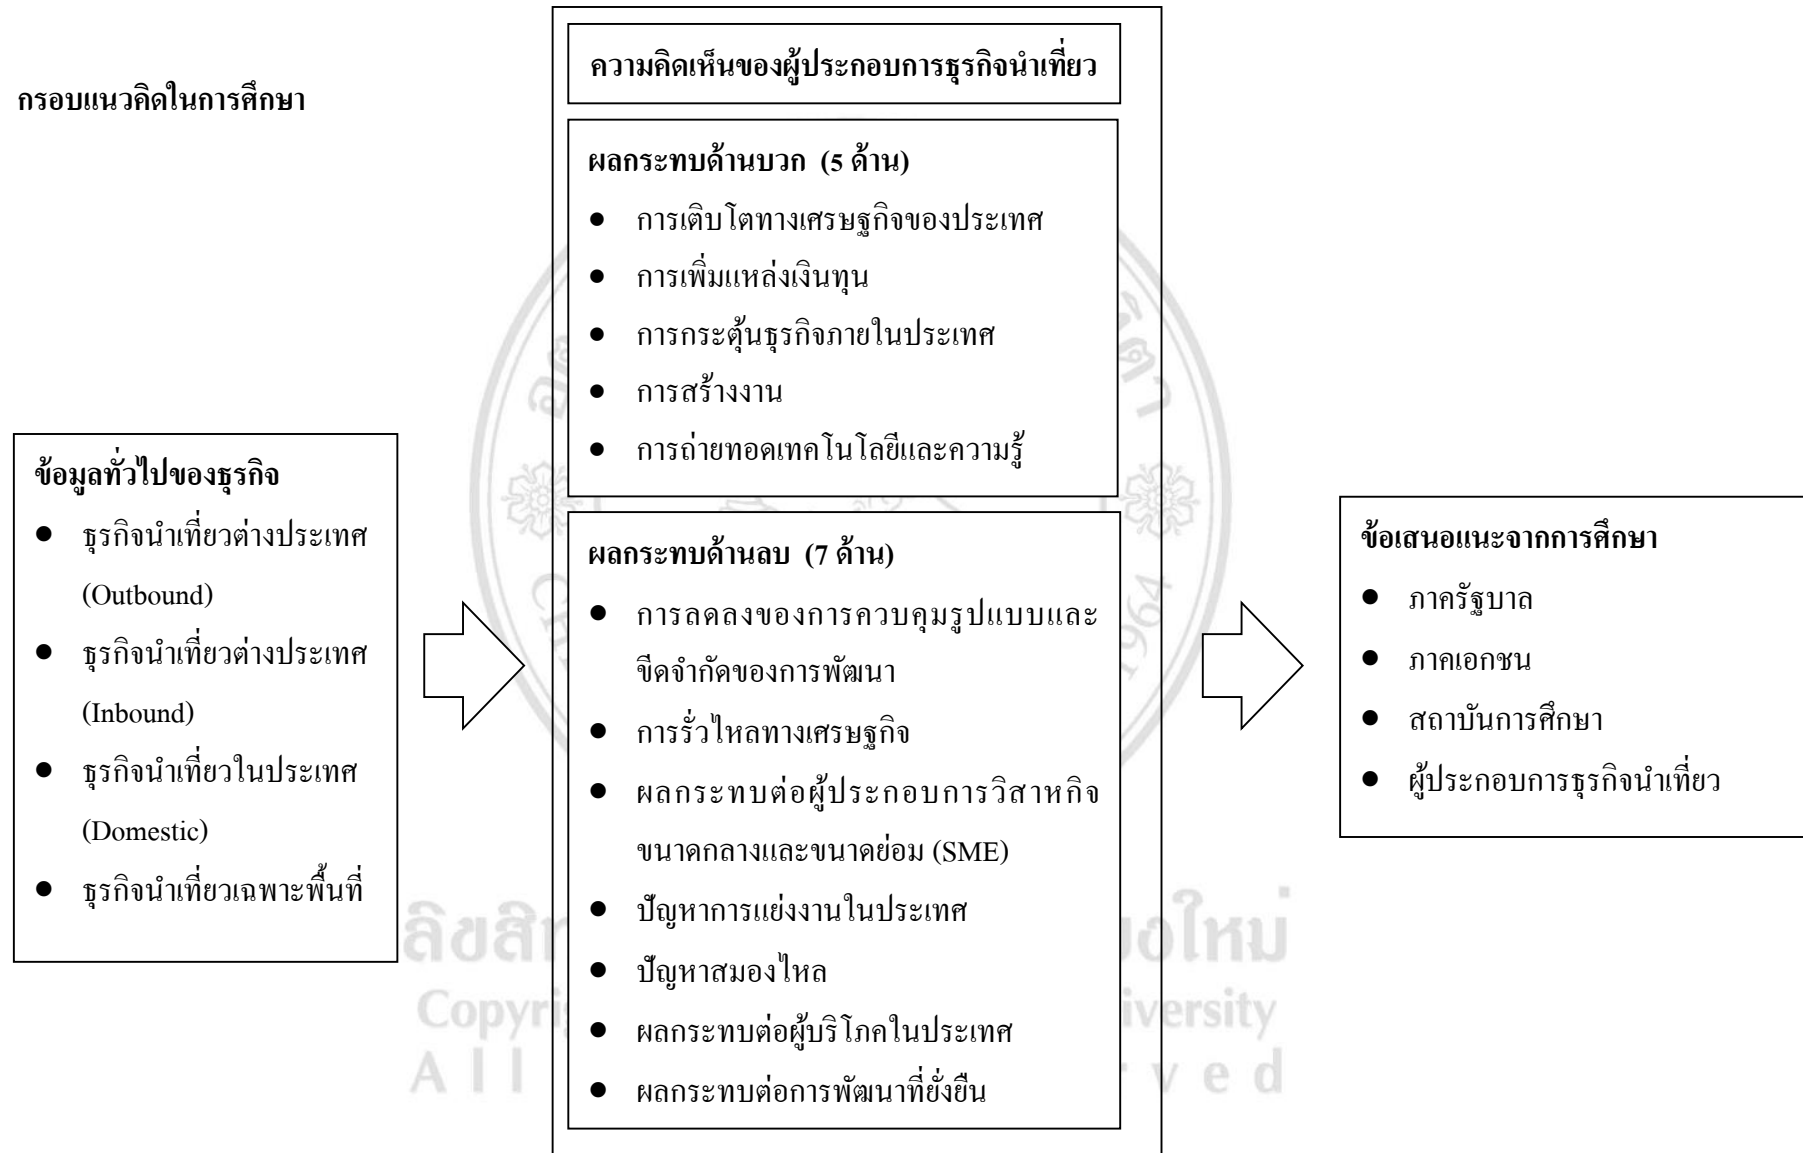 กรอบแนวคิดในการศึกษา
ข้อมูลทั่วไปของธุรกิจ
● ธุรกิจนำเที่ยวต่างประเทศ
(Outbound)
● ธุรกิจนำเที่ยวต่างประเทศ
(Inbound)
● ธุรกิจนำเที่ยวในประเทศ
(Domestic)
● ธุรกิจนำเที่ยวเฉพาะพื้นที่
ความคิดเห็นของผู้ประกอบการธุรกิจนำเที่ยว
ผลกระทบด้านบวก (5 ด้าน)
● การเติบโตทางเศรษฐกิจของประเทศ
● การเพิ่มแหล่งเงินทุน
● การกระตุ้นธุรกิจภายในประเทศ
● การสร้างงาน
● การถ่ายทอดเทคโนโลยีและความรู้
ผลกระทบด้านลบ (7 ด้าน)
● การลดลงของการควบคุมรูปแบบและ
ขีดจำกัดของการพัฒนา
● การรั่วไหลทางเศรษฐกิจ
● ผลกระทบต่อผู้ประกอบการวิสาหกิจ
ขนาดกลางและขนาดย่อม (SME)
● ปัญหาการแย่งงานในประเทศ
● ปัญหาสมองไหล
● ผลกระทบต่อผู้บริโภคในประเทศ
● ผลกระทบต่อการพัฒนาที่ยั่งยืน
ข้อเสนอแนะจากการศึกษา
● ภาครัฐบาล
● ภาคเอกชน
● สถาบันการศึกษา
● ผู้ประกอบการธุรกิจนำเที่ยว
1964
All